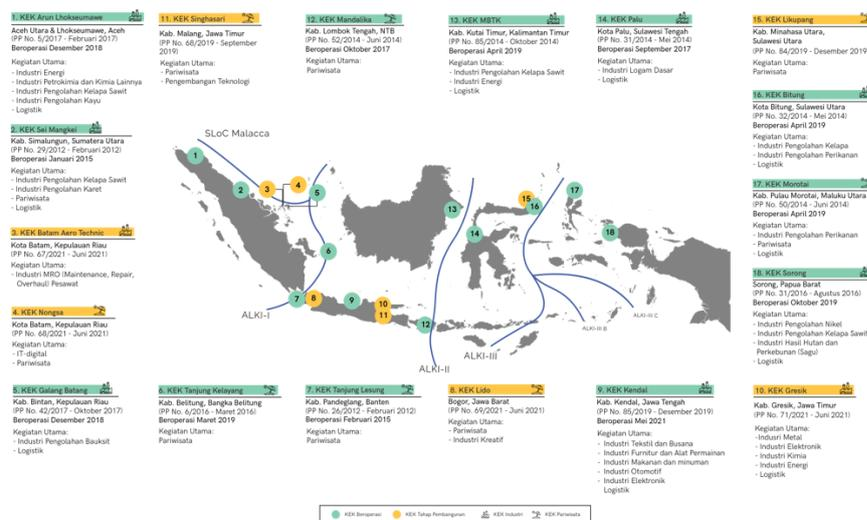 1. KEK Arun Lhokseumawe
Aceh Utara & Lhokseumawe, Aceh
(PP No. 5/2017 - Februari 2017)
Beroperasi Desember 2018
Kegiatan Utama:
- Industri Energi
- Industri Petrokimia dan Kimia Lainnya
- Industri Pengolahan Kelapa Sawit
- Industri Pengolahan Kayu
- Logistik
11. KEK Singhasari
Kab. Malang, Jawa Timur
(PP No. 68/2019 - September
2019)
Kegiatan Utama:
- Pariwisata
- Pengembangan Teknologi
12. KEK Mandalika
Kab. Lombok Tengah, NTB
(PP No. 52/2014 - Juni 2014)
Beroperasi Oktober 2017
Kegiatan Utama:
Pariwisata
13. KEK MBTK
Kab. Kutai Timur, Kalimantan Timur
(PP No. 85/2014 - Oktober 2014)
Beroperasi April 2019
Kegiatan Utama:
- Industri Pengolahan Kelapa Sawit
- Industri Energi
- Logistik
14. KEK Palu
Kota Palu, Sulawesi Tengah
(PP No. 31/2014 - Mei 2014)
Beroperasi September 2017
Kegiatan Utama:
- Industri Logam Dasar
- Logistik
15. KEK Likupang
Kab. Minahasa Utara,
Sulawesi Utara
(PP No. 84/2019 - Desember 2019
Kegiatan Utama:
Pariwisata
2. KEK Sei Mangkei
Kab. Simalungun, Sumatera Utara
(PP No. 29/2012 - Februari 2012)
Beroperasi Januari 2015
Kegiatan Utama:
- Industri Pengolahan Kelapa Sawit
- Industri Pengolahan Karet
- Pariwisata
- Logistik
16. KEK Bitung
Kota Bitung, Sulawesi Utara
(PP No. 32/2014 - Mei 2014)
Beroperasi April 2019
Kegiatan Utama:
- Industri Pengolahan Kelapa
- Industri Pengolahan Perikanan
- Logistik
3. KEK Batam Aero Technic
Kota Batam, Kepulauan Riau
(PP No. 67/2021 - Juni 2021)
Kegiatan Utama:
- Industri MRO (Maintenance, Repair,
Overhaul) Pesawat
17. KEK Morotai
Kab. Pulau Morotai, Maluku Utara
(PP No. 50/2014 - Juni 2014)
Beroperasi April 2019
Kegiatan Utama:
- Industri Pengolahan Perikanan
- Pariwisata
- Logistik
4. KEK Nongsa
Kota Batam, Kepulauan Riau
(PP No. 68/2021 - Juni 2021)
Kegiatan Utama:
- IT-digital
- Pariwisata
18. KEK Sorong
Sorong, Papua Barat
(PP No. 31/2016 - Agustus 2016)
Beroperasi Oktober 2019
Kegiatan Utama:
- Industri Pengolahan Nikel
- Industri Pengolahan Kelapa Sawit
- Industri Hasil Hutan dan
Perkebunan (Sagu)
- Logistik
SLoC Malacca
1
2
3
4
5
6
7
8
9
10
11
12
13
14
15
16
17
18
ALKI-I
ALKI-II
ALKI-III
ALKI-III B
ALKI-III C
5. KEK Galang Batang
Kab. Bintan, Kepulauan Riau
(PP No. 42/2017 - Oktober 2017)
Beroperasi Desember 2018
Kegiatan Utama:
- Industri Pengolahan Bauksit
- Logistik
6. KEK Tanjung Kelayang
Kab. Belitung, Bangka Belitung
(PP No. 6/2016 - Maret 2016)
Beroperasi Maret 2019
Kegiatan Utama:
Pariwisata
7. KEK Tanjung Lesung
Kab. Pandeglang, Banten
(PP No. 26/2012 - Februari 2012)
Beroperasi Februari 2015
Kegiatan Utama:
Pariwisata
8. KEK Lido
Bogor, Jawa Barat
(PP No. 69/2021 - Juni 2021)
Kegiatan Utama:
- Pariwisata
- Industri Kreatif
9. KEK Kendal
Kab. Kendal, Jawa Tengah
(PP No. 85/2019 - Desember 2019)
Beroperasi Mei 2021
Kegiatan Utama:
- Industri Tekstil dan Busana
- Industri Furnitur dan Alat Permainan
- Industri Makanan dan minuman
- Industri Otomotif
- Industri Elektronik
Logistik
10. KEK Gresik
Kab. Gresik, Jawa Timur
(PP No. 71/2021 - Juni 2021)
Kegiatan Utama:
-Indusri Metal
- Industri Elektronik
- Industri Kimia
- Industri Energi
- Logistik
KEK Beroperasi
KEK Tahap Pembangunan
KEK Industri
KEK Pariwisata